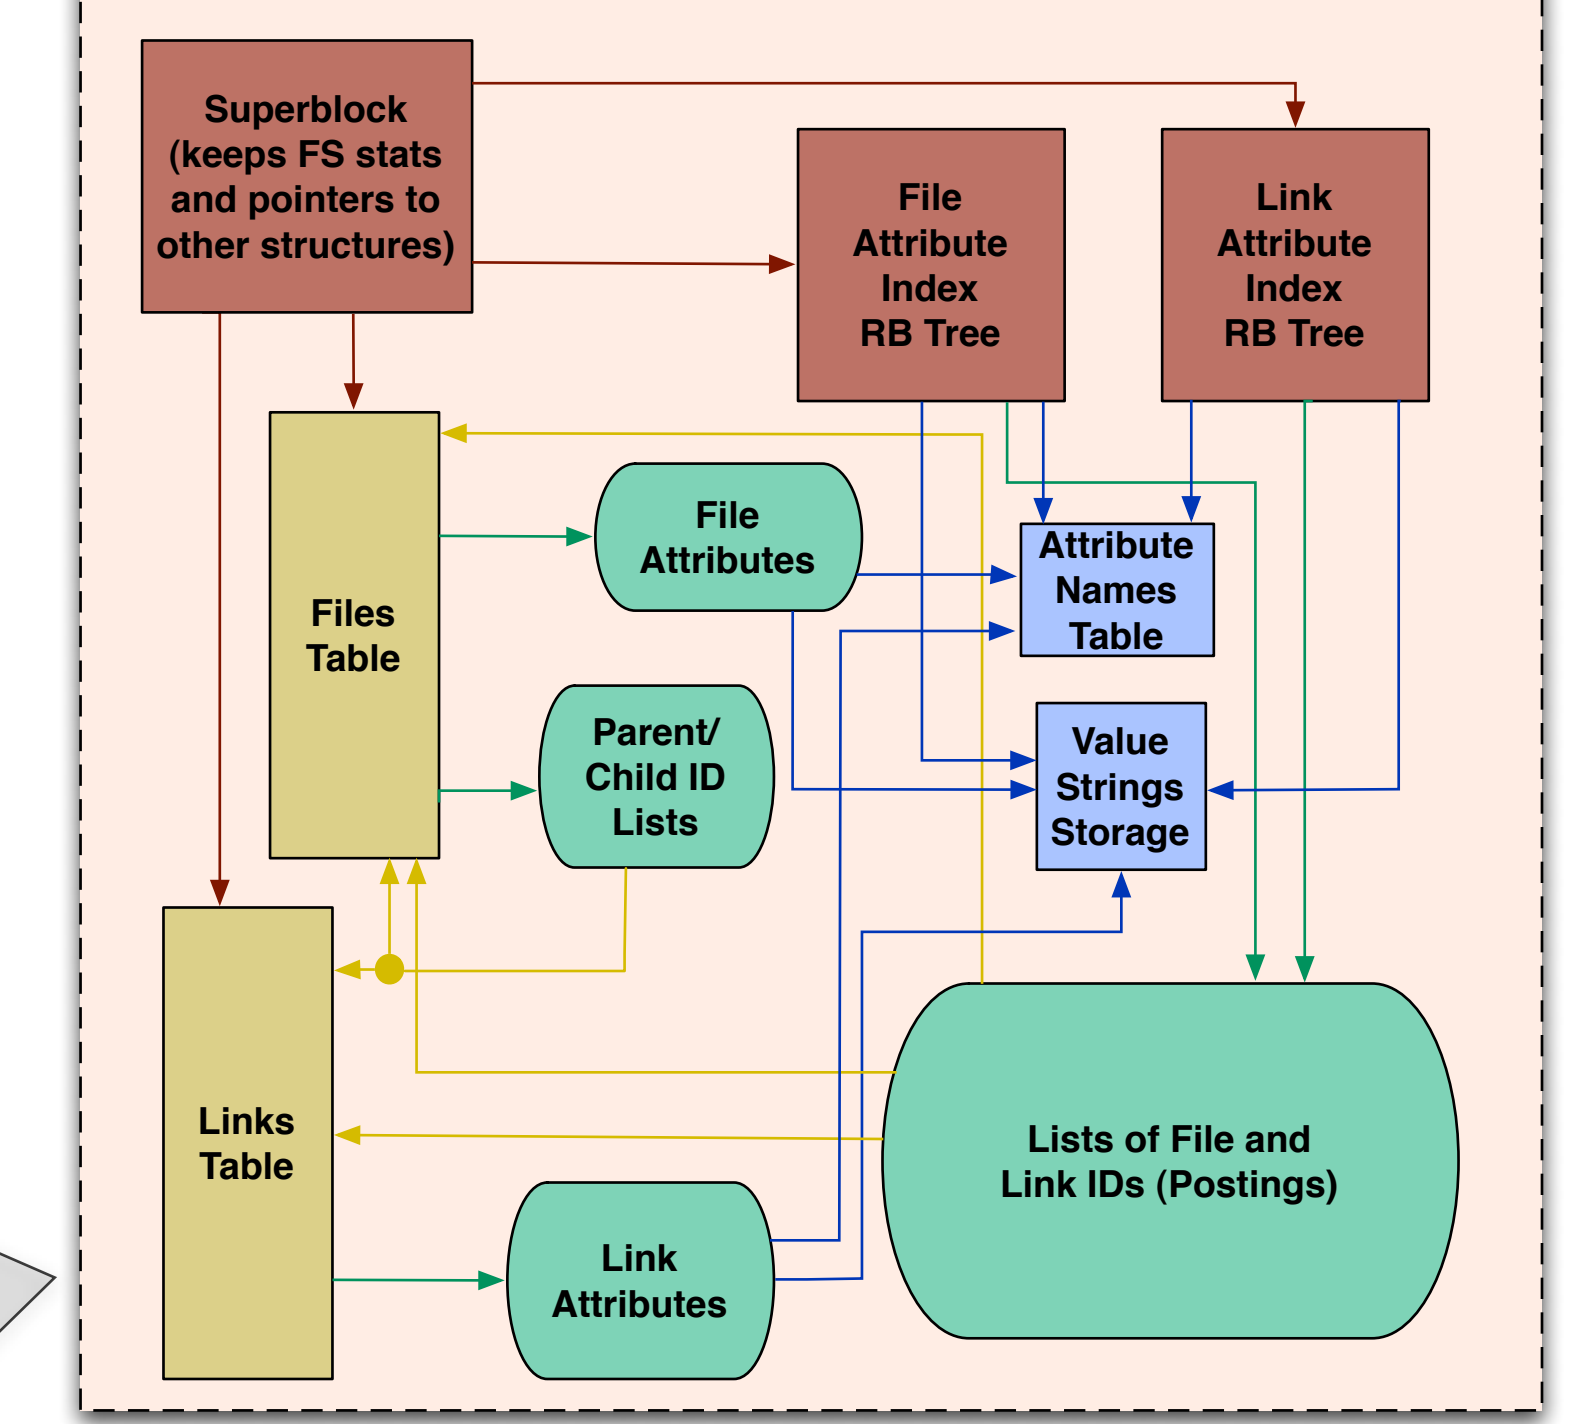 Superblock
(keeps FS stats
and pointers to
other structures)
File
Attribute
Index
RB Tree
Link
Attribute
Index
RB Tree
File
Attributes
Attribute
Names
Table
Files
Table
Parent/
Child ID
Lists
Value
Strings
Storage
Links
Table
Lists of File and
Link IDs (Postings)
Link
Attributes